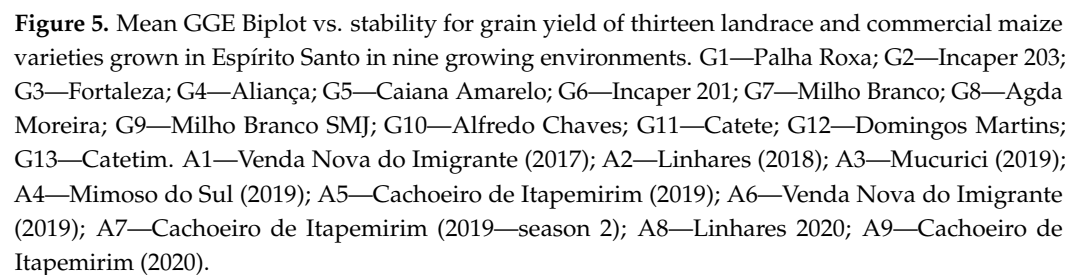 Figure 5. Mean GGE Biplot vs. stability for grain yield of thirteen landrace and commercial maize
varieties grown in Espírito Santo in nine growing environments. G1—Palha Roxa; G2—Incaper 203;
G3—Fortaleza; G4—Aliança; G5—Caiana Amarelo; G6—Incaper 201; G7—Milho Branco; G8—Agda
Moreira; G9—Milho Branco SMJ; G10—Alfredo Chaves; G11—Catete; G12—Domingos Martins;
G13—Catetim. A1—Venda Nova do Imigrante (2017); A2—Linhares (2018); A3—Mucurici (2019);
A4—Mimoso do Sul (2019); A5—Cachoeiro de Itapemirim (2019); A6—Venda Nova do Imigrante
(2019); A7—Cachoeiro de Itapemirim (2019—season 2); A8—Linhares 2020; A9—Cachoeiro de
Itapemirim (2020).